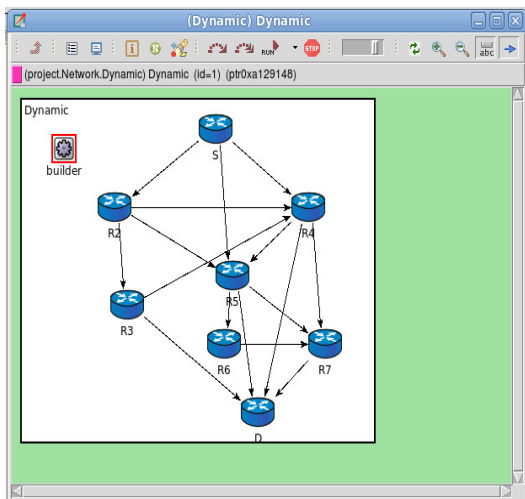 (Dynamic) Dynamic
RUN
STOP
abc
(project.Network.Dynamic) Dynamic (id=1) (ptr0xa129148)
Dynamic
builder
S
R2
R4
R5
R3
R6
R7
D